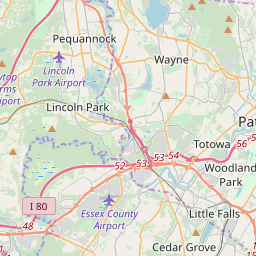 Pequannock
Wayne
Lincoln
Park Airport
Lincoln Park
Totowa
Woodland
Park
I 80
52
53
53
54
56
48
Essex County
Airport
Little Falls
Cedar Grove